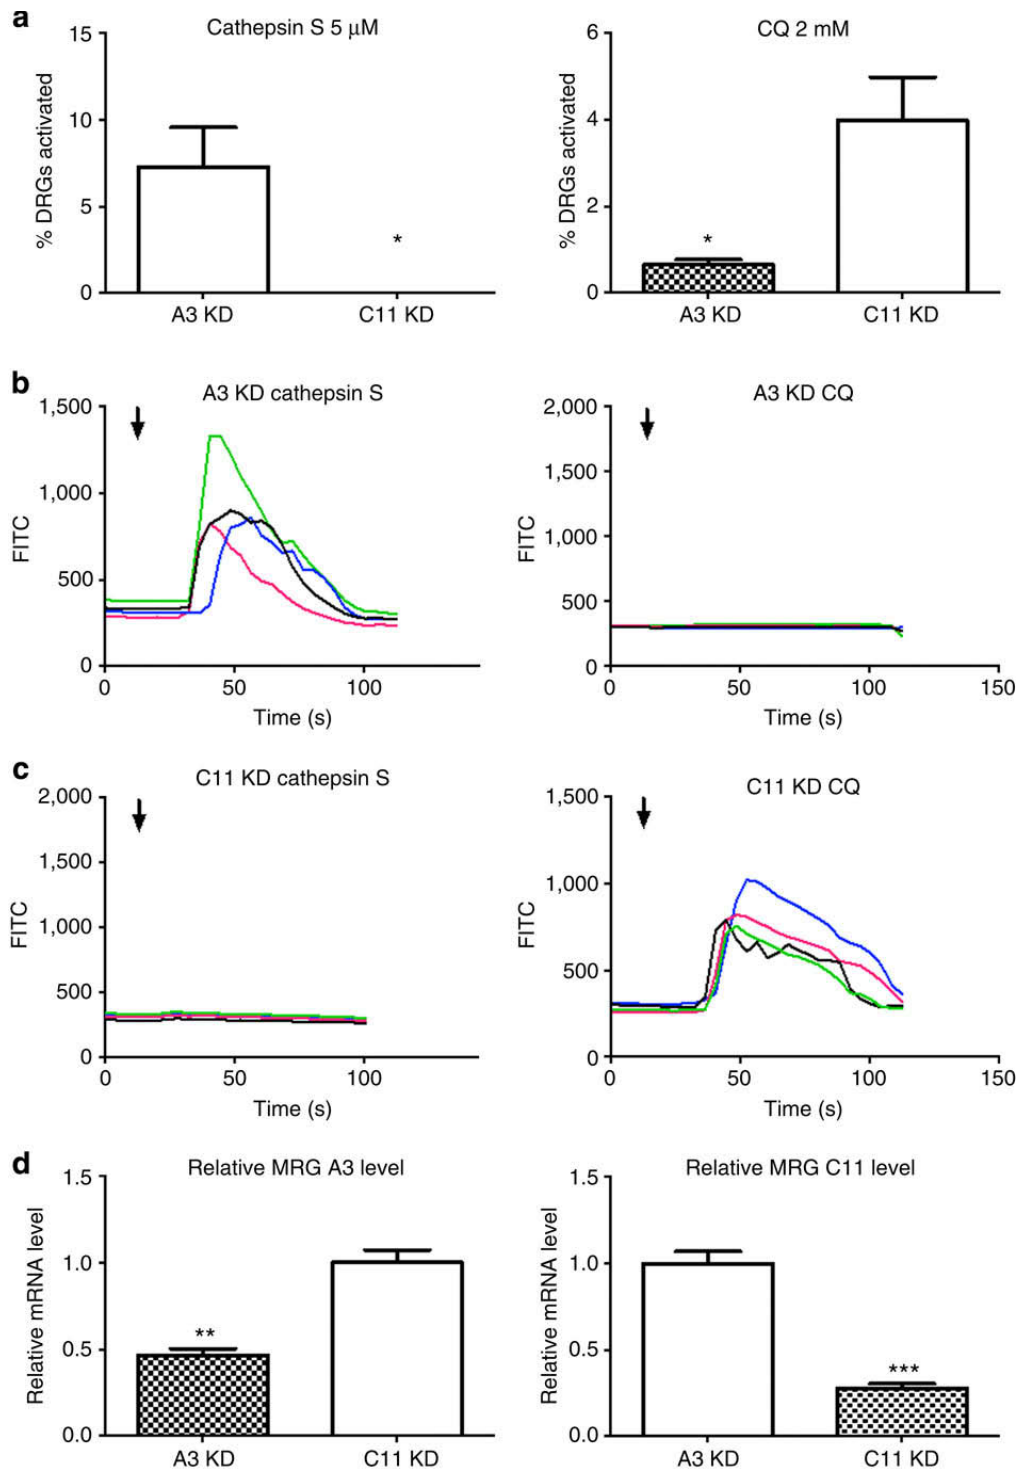 a
Cathepsin S 5 μM
CQ 2 mM
15
10
5
0
% DRGs activated
*
A3 KD
C11 KD
6
4
2
0
% DRGs activated
*
A3 KD
C11 KD
b
A3 KD cathepsin S
1,500
1,000
500
0
FITC
0
50
100
Time (s)
A3 KD CQ
2,000
1,500
1,000
500
0
FITC
0
50
100
150
Time (s)
c
C11 KD cathepsin S
2,000
1,500
1,000
500
0
FITC
0
50
100
Time (s)
C11 KD CQ
1,500
1,000
500
0
FITC
0
50
100
150
Time (s)
d
Relative MRG A3 level
1.5
1.0
0.5
0.0
Relative mRNA level
**
A3 KD
C11 KD
Relative MRG C11 level
1.5
1.0
0.5
0.0
Relative mRNA level
***
A3 KD
C11 KD